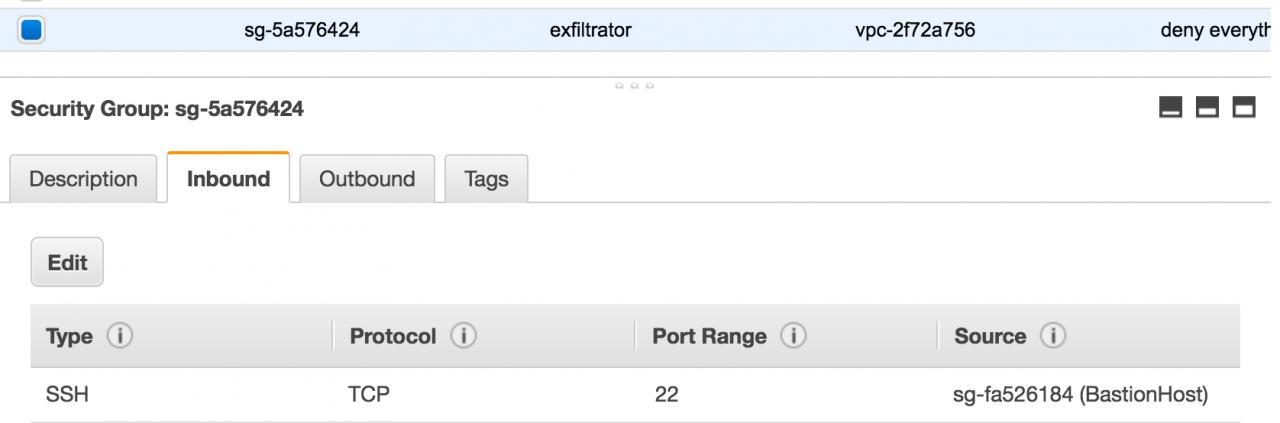 sg-5a576424 exfiltrator vpc-2f72a756 deny everyth
Security Group: sg-5a576424
Description Inbound Outbound Tags
Edit
Type Protocol Port Range Source
SSH TCP 22 sg-fa526184 (BastionHost)